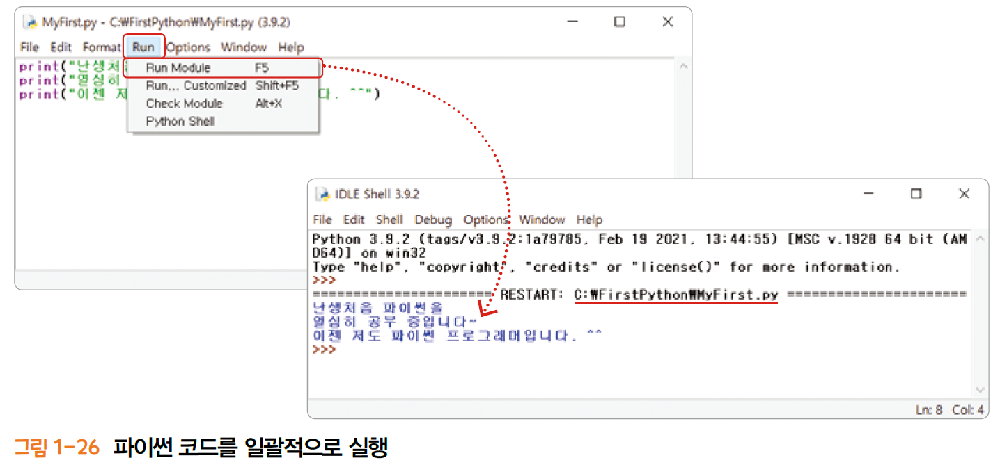 MyFirst.py - C:₩FirstPython₩MyFirst.py (3.9.2)
File Edit Format Run Options Window Help
print("난생처
print("열심히
print("이젠 저
다. ^^")
Run Module F5
Run... Customized Shift+F5
Check Module Alt+X
Python Shell
IDLE Shell 3.9.2
File Edit Shell Debug Options Window Help
Python 3.9.2 (tags/v3.9.2:1a79785, Feb 19 2021, 13:44:55) [MSC v.1928 64 bit (AM
D64)] on win32
Type "help", "copyright", "credits" or "license()" for more information.
>>>
====================== RESTART: C:₩FirstPython₩MyFirst.py ======================
난생처음 파이썬을
열심히 공부 중입니다~
이젠 저도 파이썬 프로그래머입니다. ^^
>>>
Ln: 8 Col: 4
그림 1-26 파이썬 코드를 일괄적으로 실행